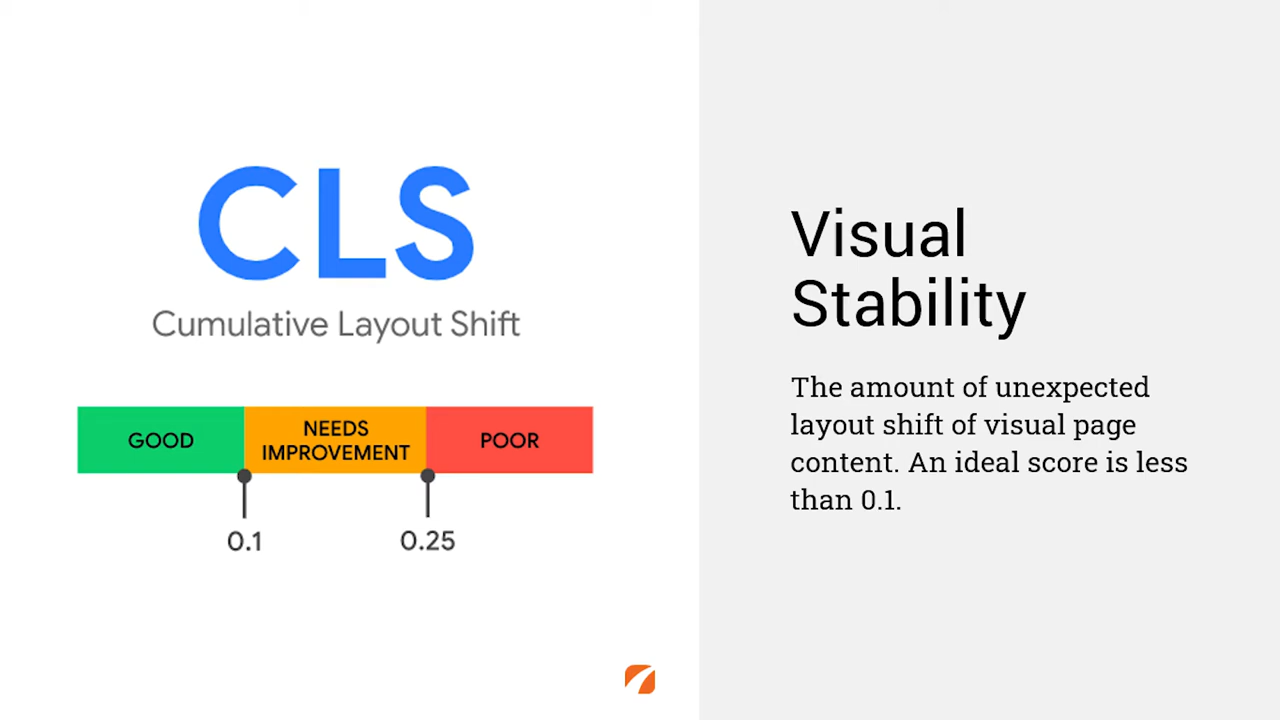 CLS
Cumulative Layout Shift
GOOD
NEEDS
IMPROVEMENT
POOR
0.1
0.25
Visual
Stability
The amount of unexpected
layout shift of visual page
content. An ideal score is less
than 0.1.